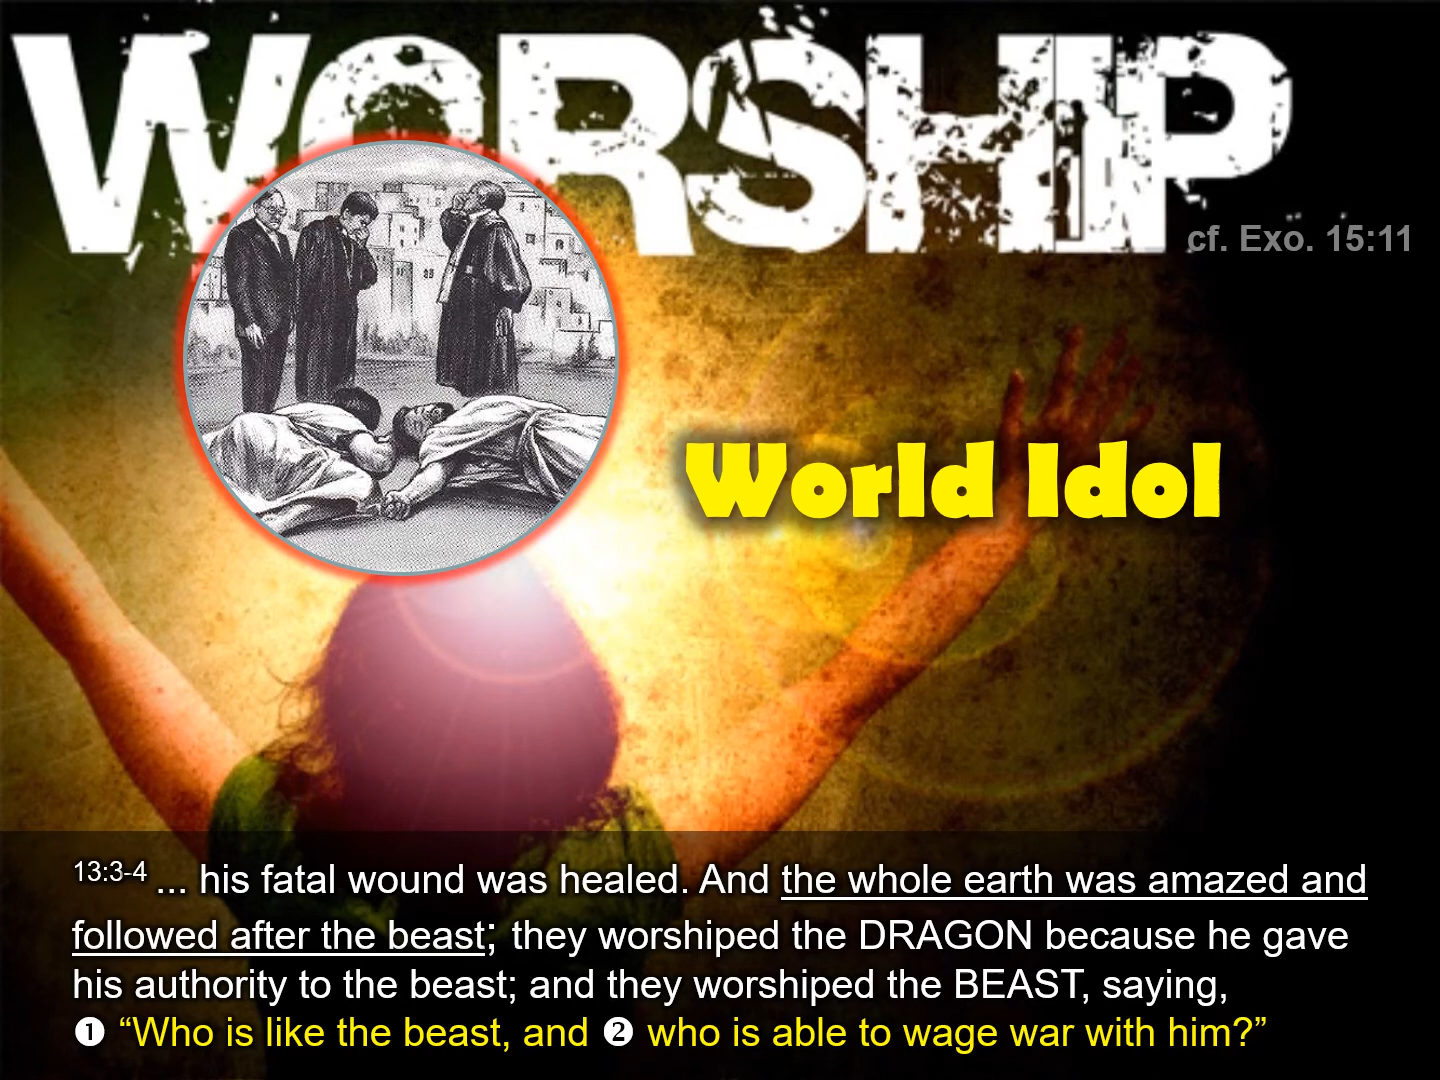 WORSHIP
cf. Exo. 15:11
World Idol
13:3-4 ... his fatal wound was healed. And the whole earth was amazed and
followed after the beast; they worshiped the DRAGON because he gave
his authority to the beast; and they worshiped the BEAST, saying,
❶ “Who is like the beast, and ❷ who is able to wage war with him?”